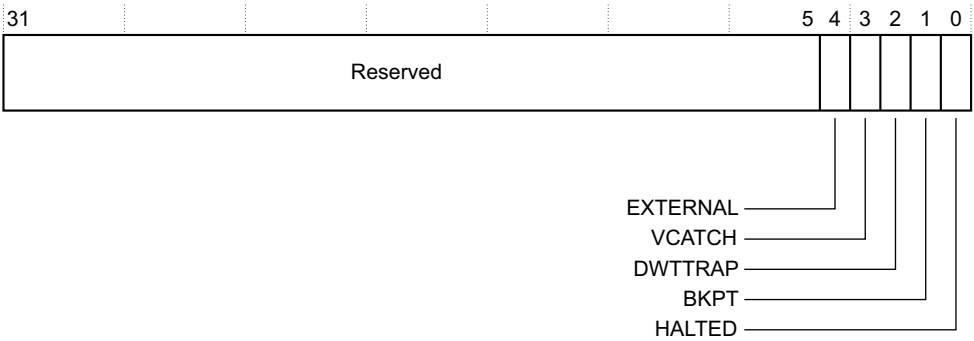 31 5 4 3 2 1 0
Reserved
EXTERNAL
VCATCH
DWTTRAP
BKPT
HALTED